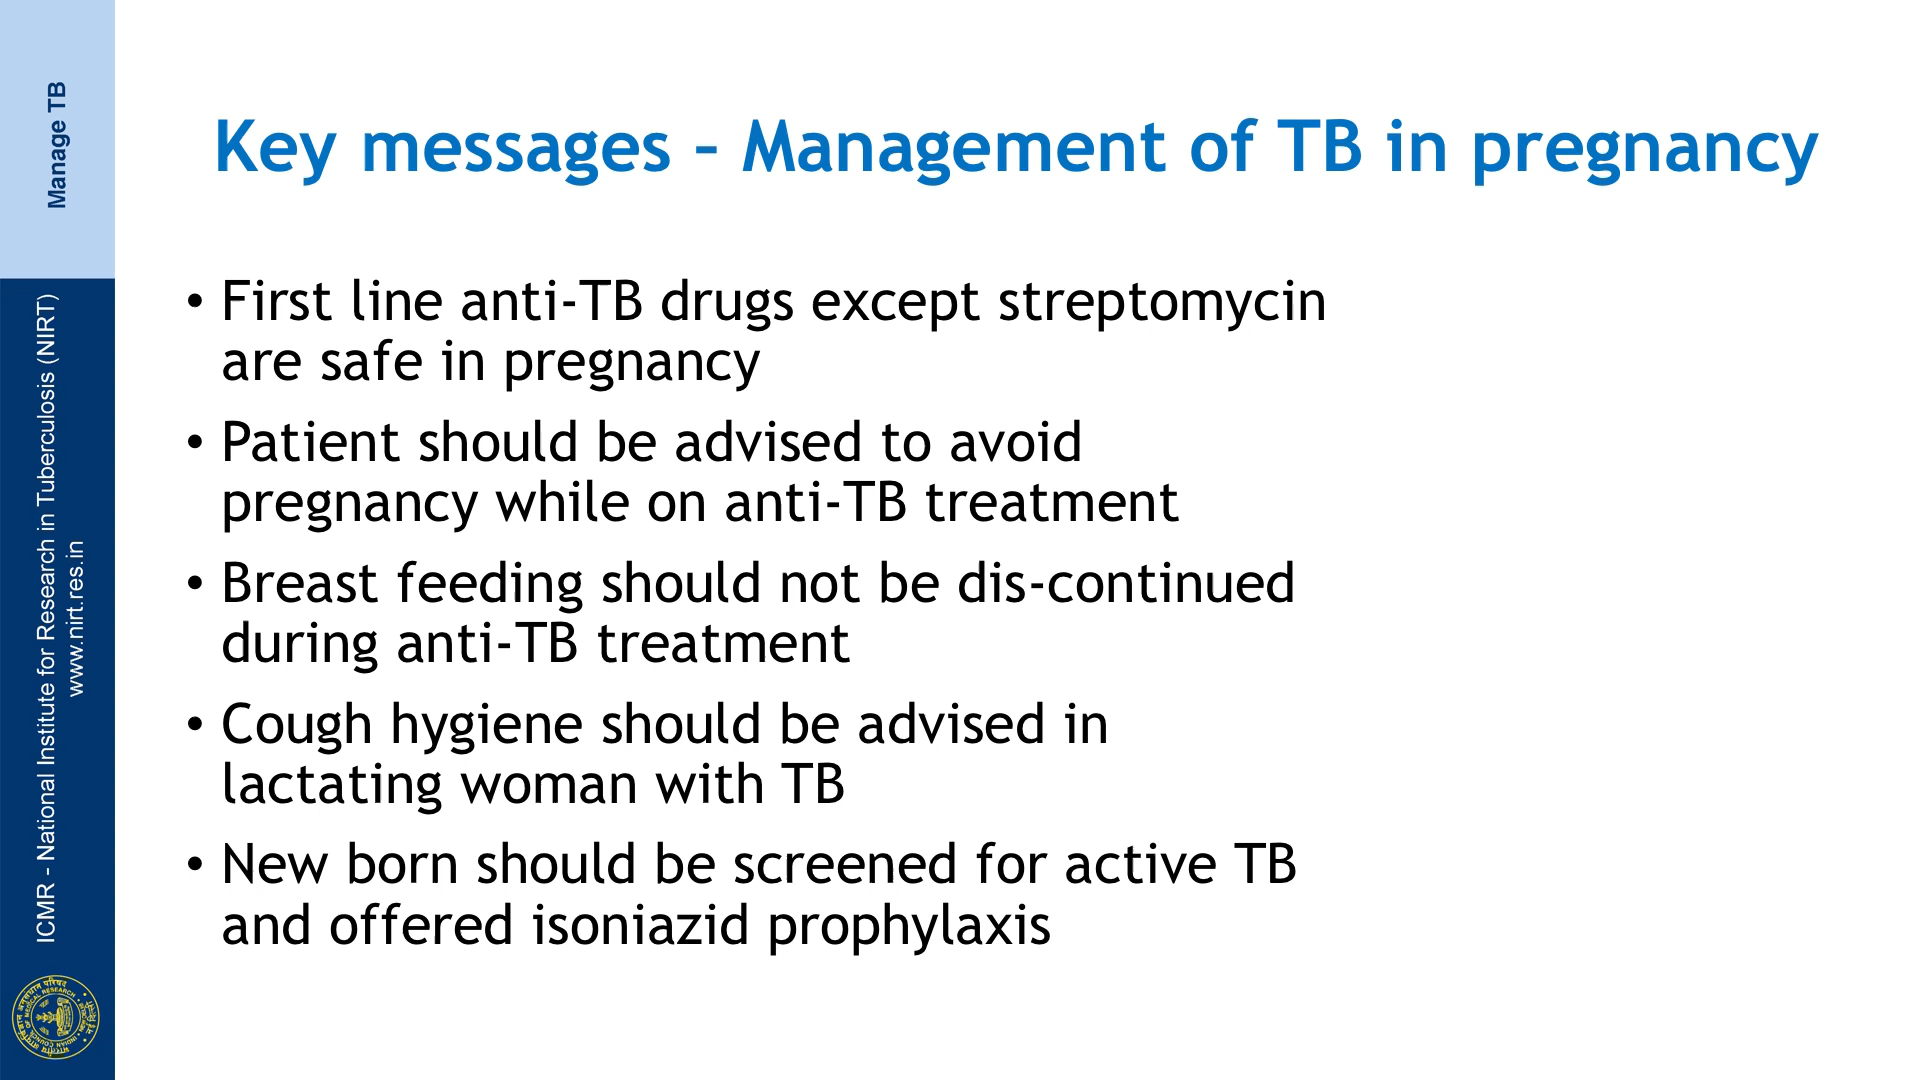 Manage TB
ICMR - National Institute for Research in Tuberculosis (NIRT)
www.nirt.res.in
Key messages – Management of TB in pregnancy
• First line anti-TB drugs except streptomycin
are safe in pregnancy
• Patient should be advised to avoid
pregnancy while on anti-TB treatment
• Breast feeding should not be dis-continued
during anti-TB treatment
• Cough hygiene should be advised in
lactating woman with TB
• New born should be screened for active TB
and offered isoniazid prophylaxis